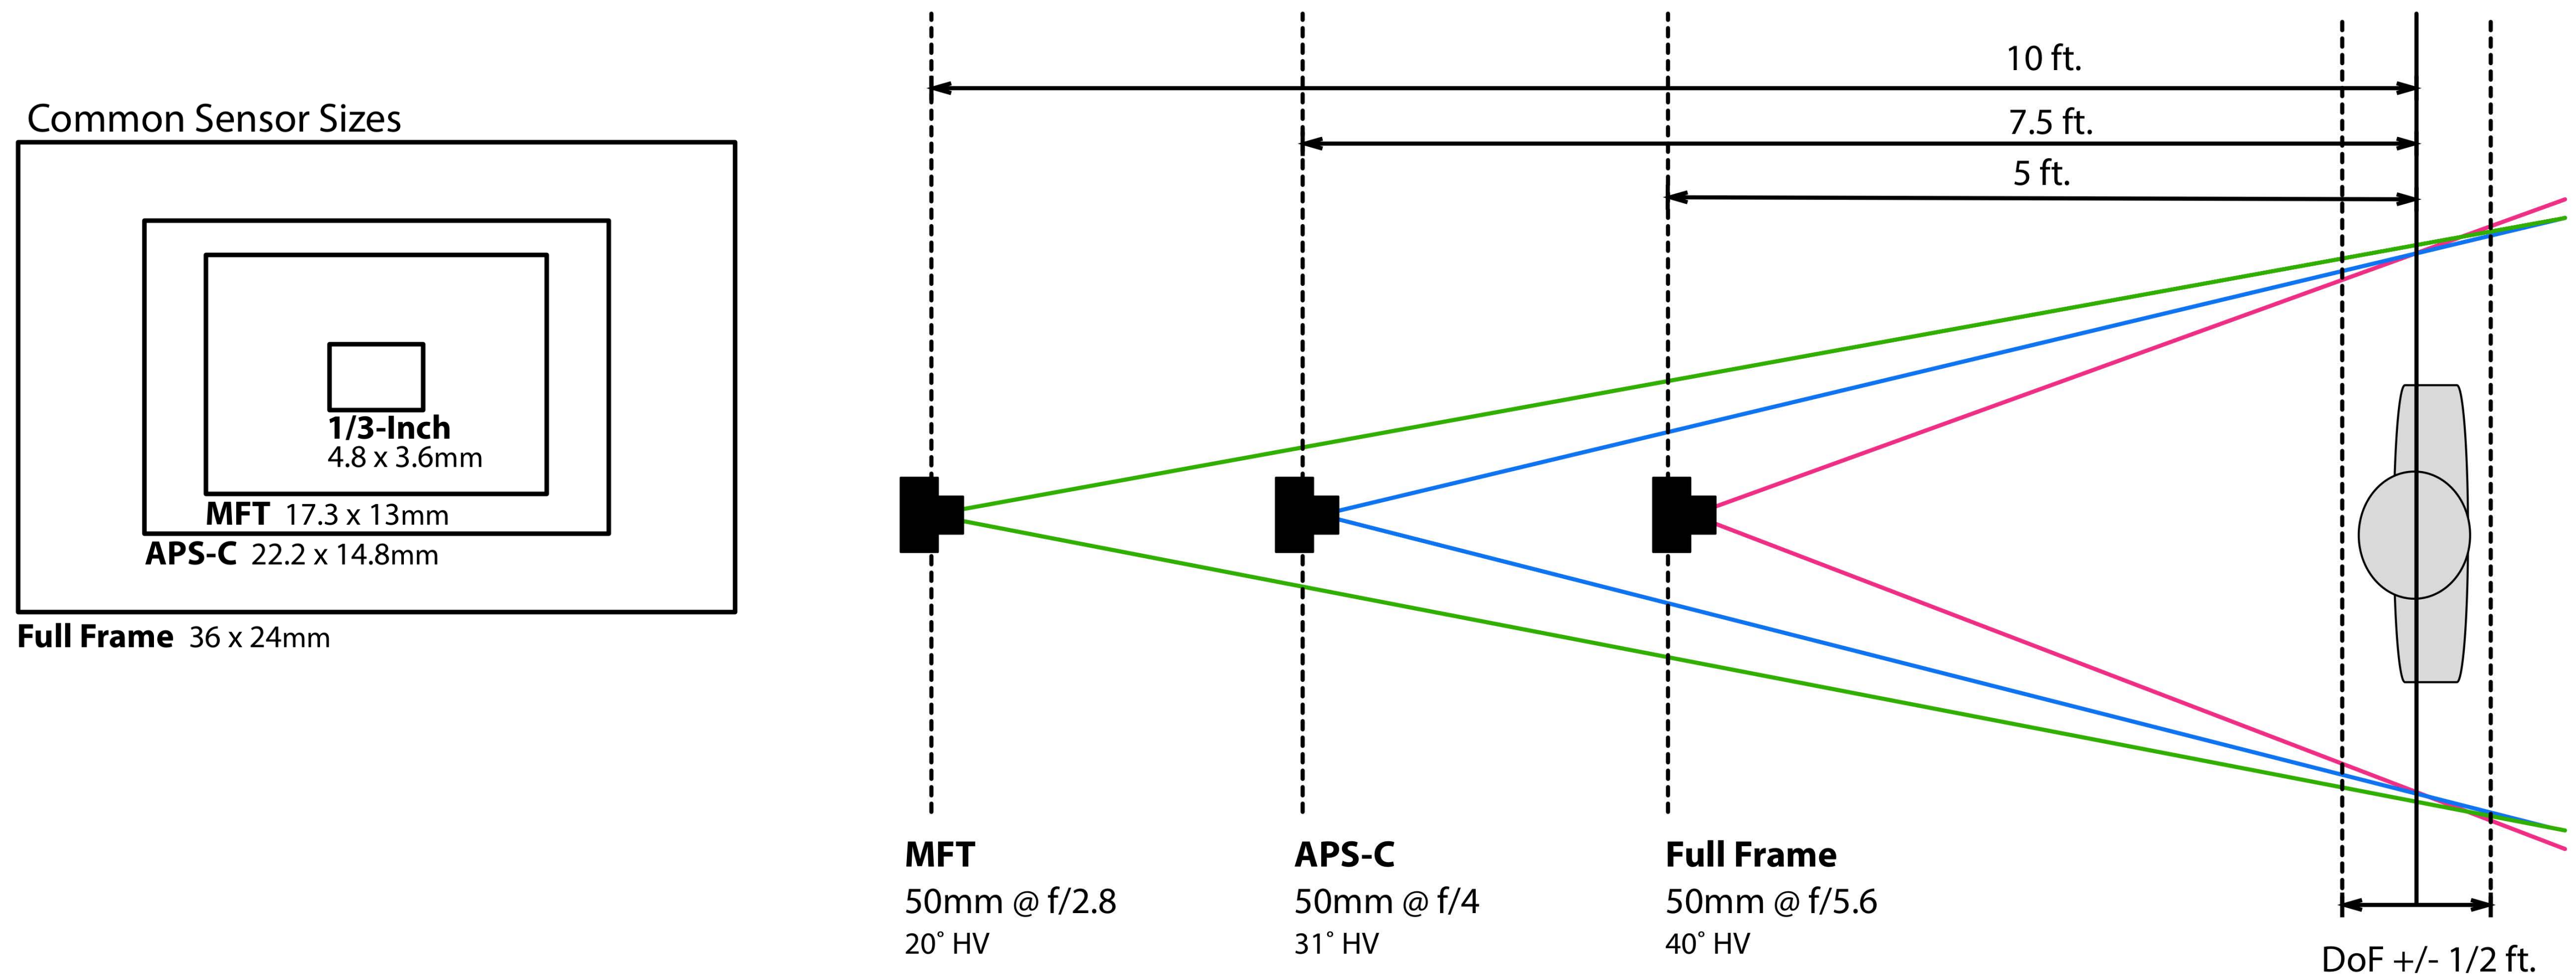 Common Sensor Sizes
1/3-Inch
4.8 x 3.6mm
MFT 17.3 x 13mm
APS-C 22.2 x 14.8mm
Full Frame 36 x 24mm
10 ft.
7.5 ft.
5 ft.
MFT
50mm @ f/2.8
20˚ HV
APS-C
50mm @ f/4
31˚ HV
Full Frame
50mm @ f/5.6
40˚ HV
DoF +/- 1/2 ft.